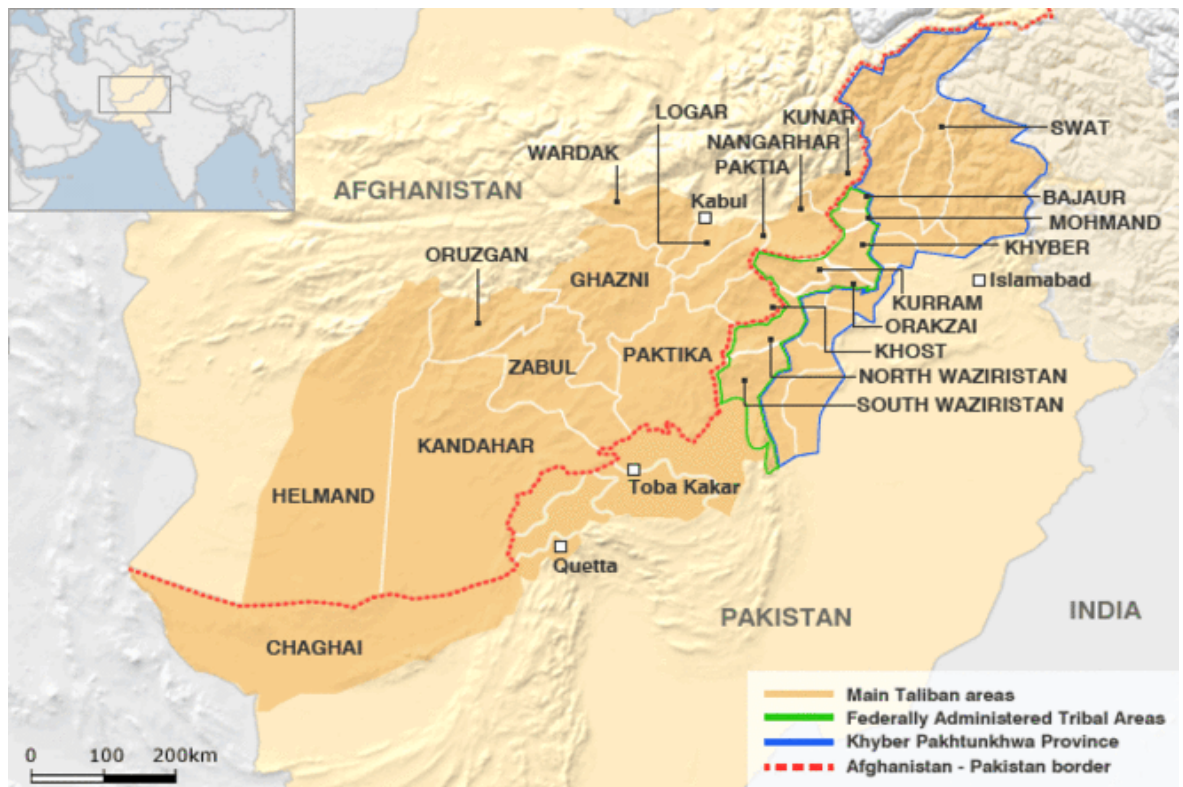 LOGAR
KUNAR
NANGARHAR
SWAT
WARDAK
PAKTIA
AFGHANISTAN
Kabul
BAJAUR
MOHMAND
ORUZGAN
KHYBER
GHAZNI
Islamabad
KURRAM
ORAKZAI
ZABUL
PAKTIKA
KHOST
NORTH WAZIRISTAN
SOUTH WAZIRISTAN
KANDAHAR
HELMAND
Toba Kakar
Quetta
PAKISTAN
INDIA
CHAGHAI
Main Taliban areas
Federally Administered Tribal Areas
Khyber Pakhtunkhwa Province
Afghanistan - Pakistan border
0 100 200km